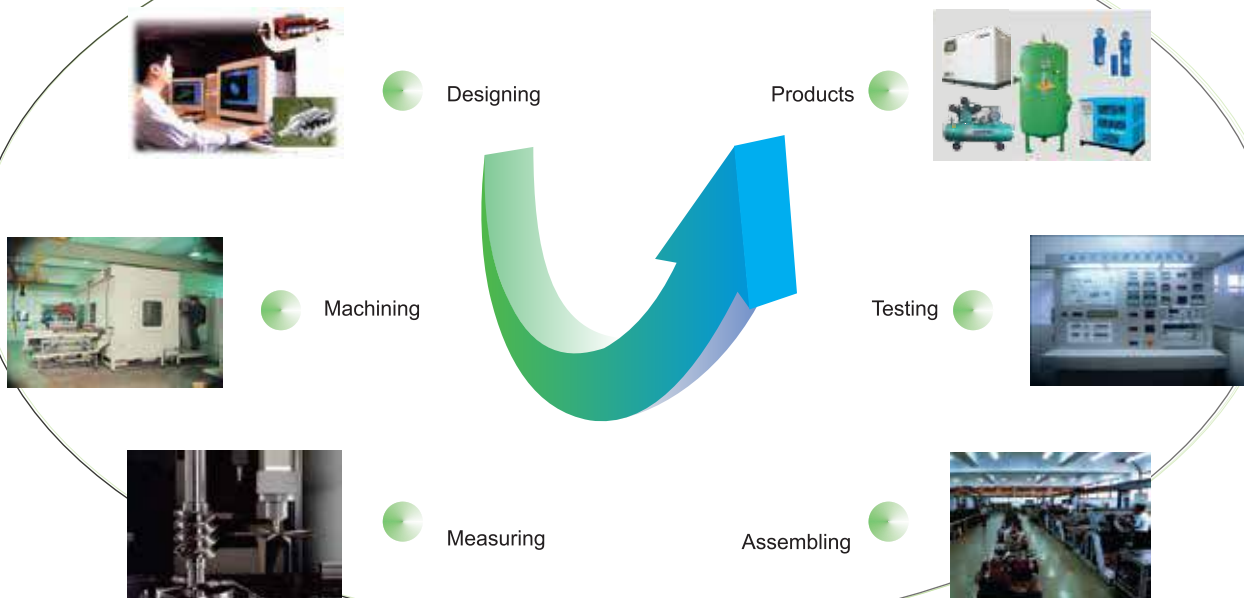 Designing
Products
Machining
Testing
Measuring
Assembling